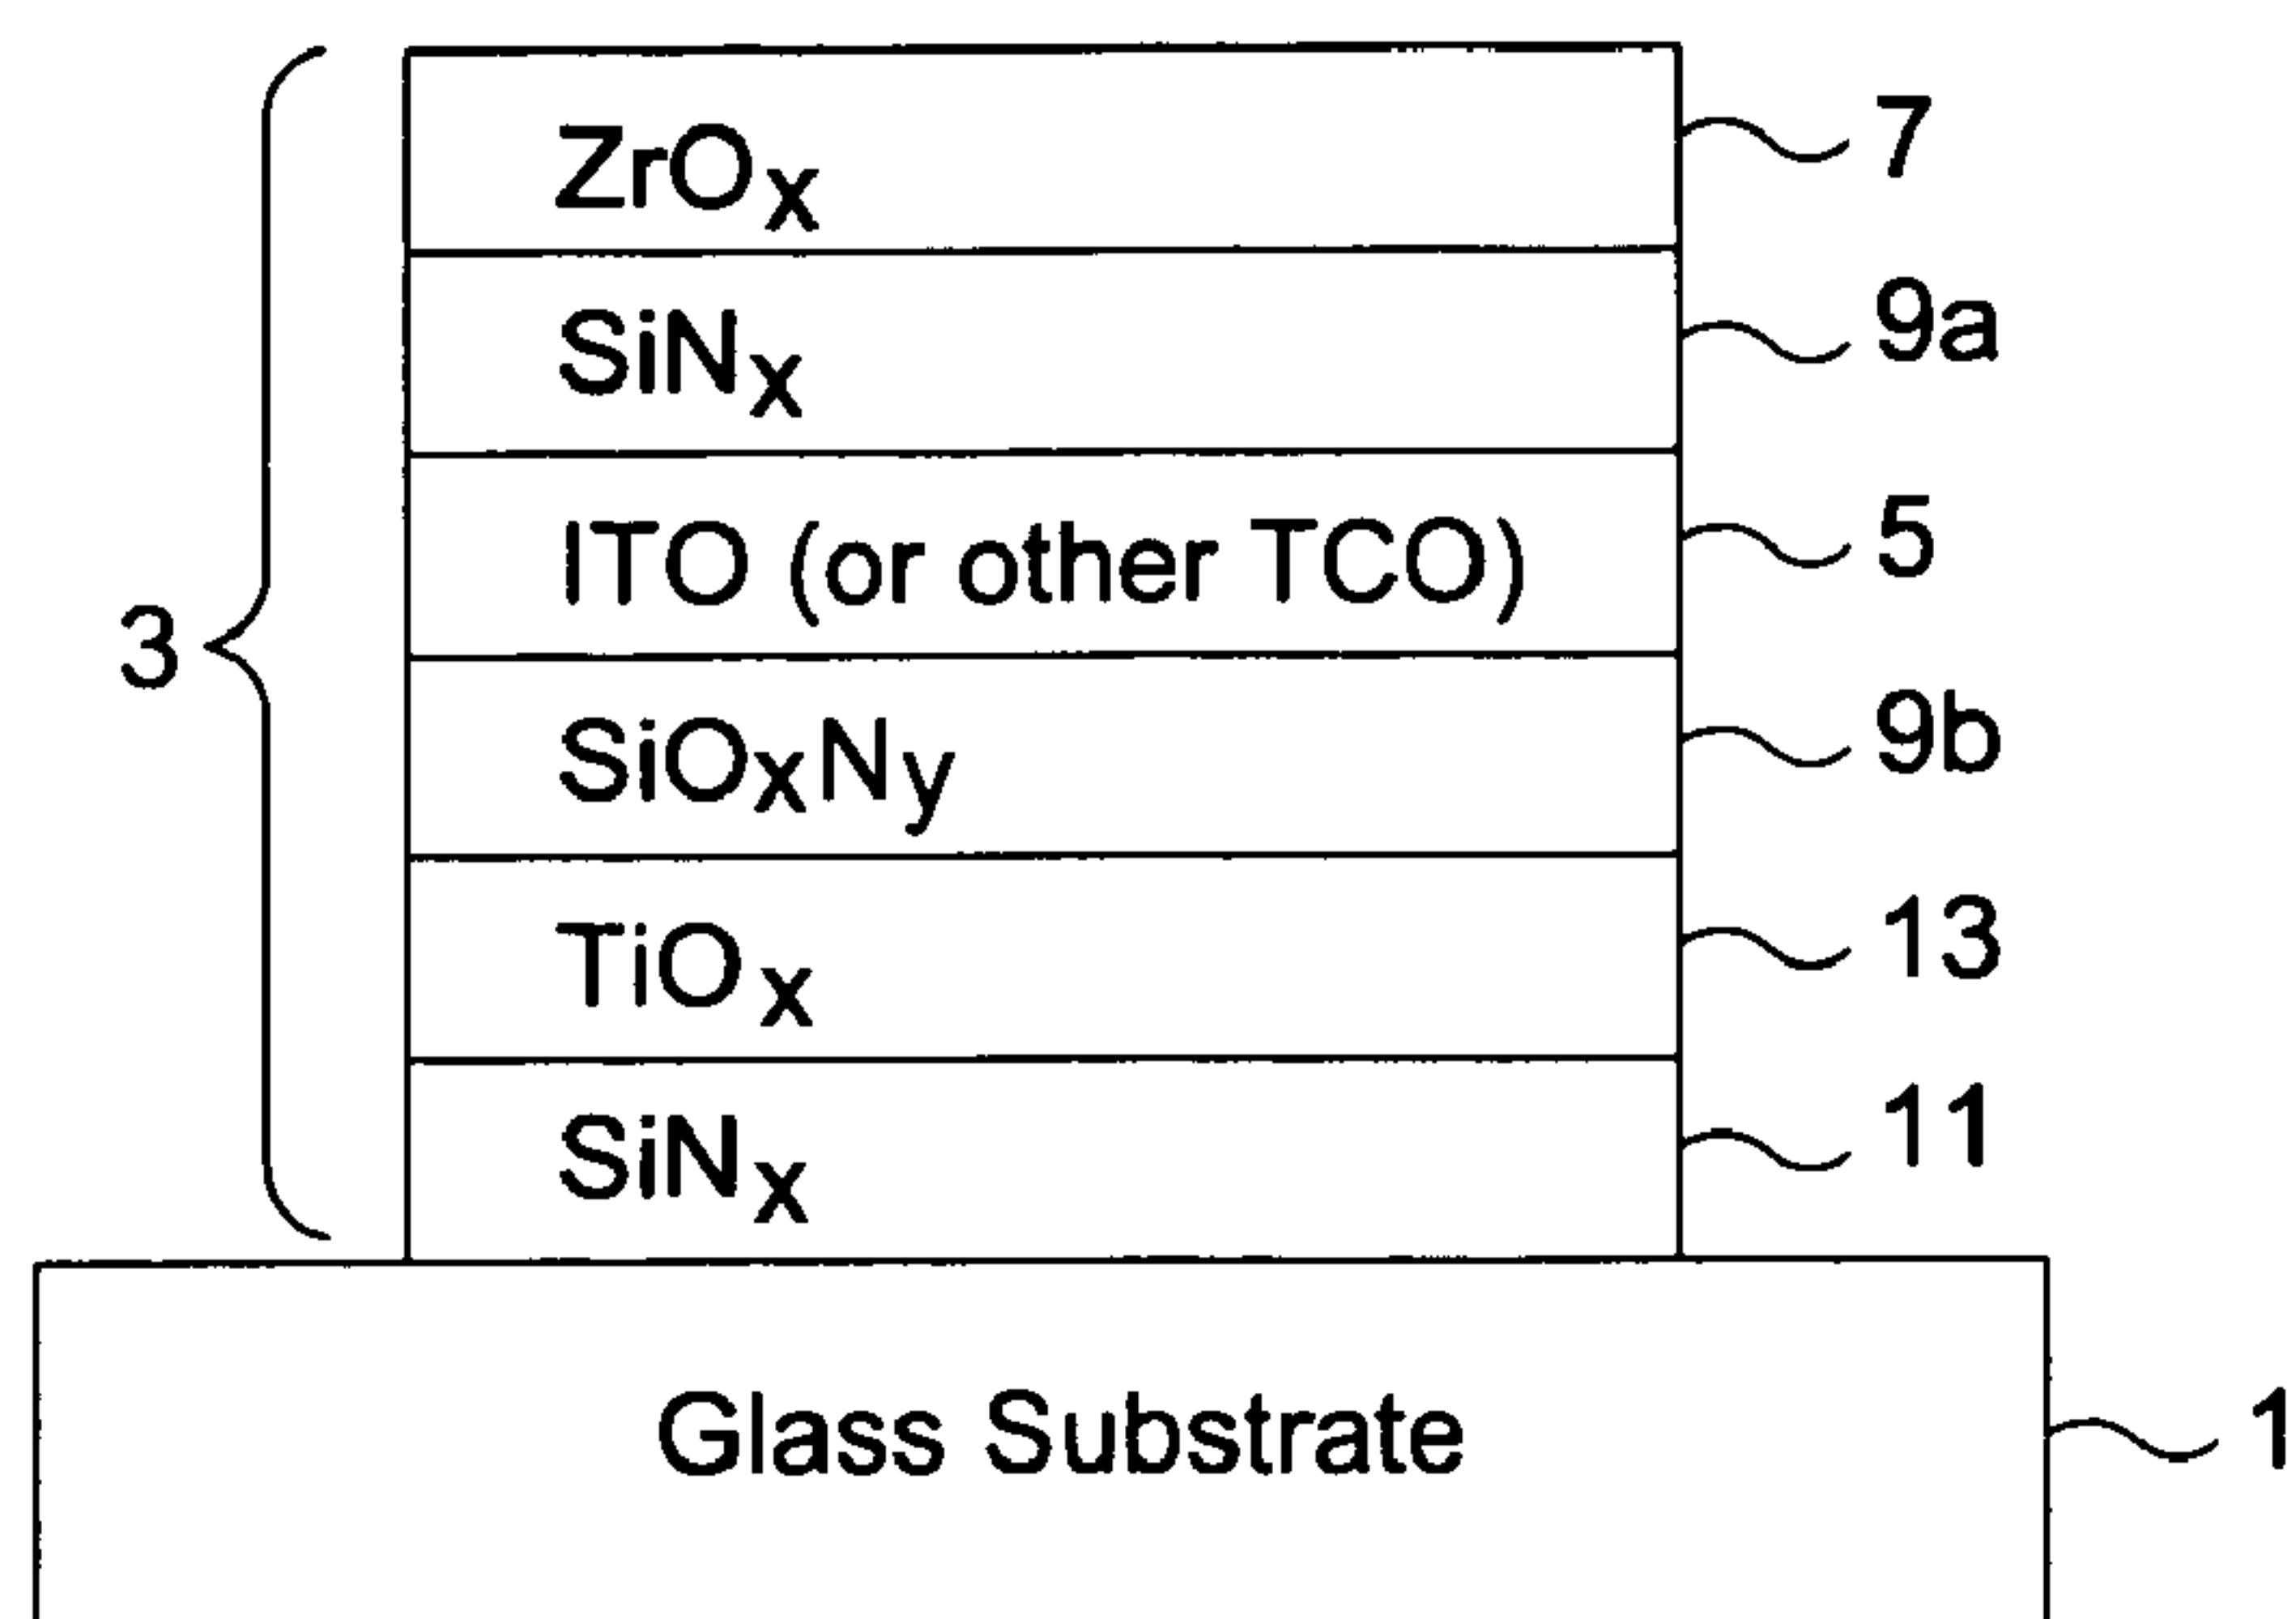 ZrOx 7
SiNx 9a
ITO (or other TCO) 5
3
SiOxNy 9b
TiOx 13
SiNx 11
Glass Substrate 1